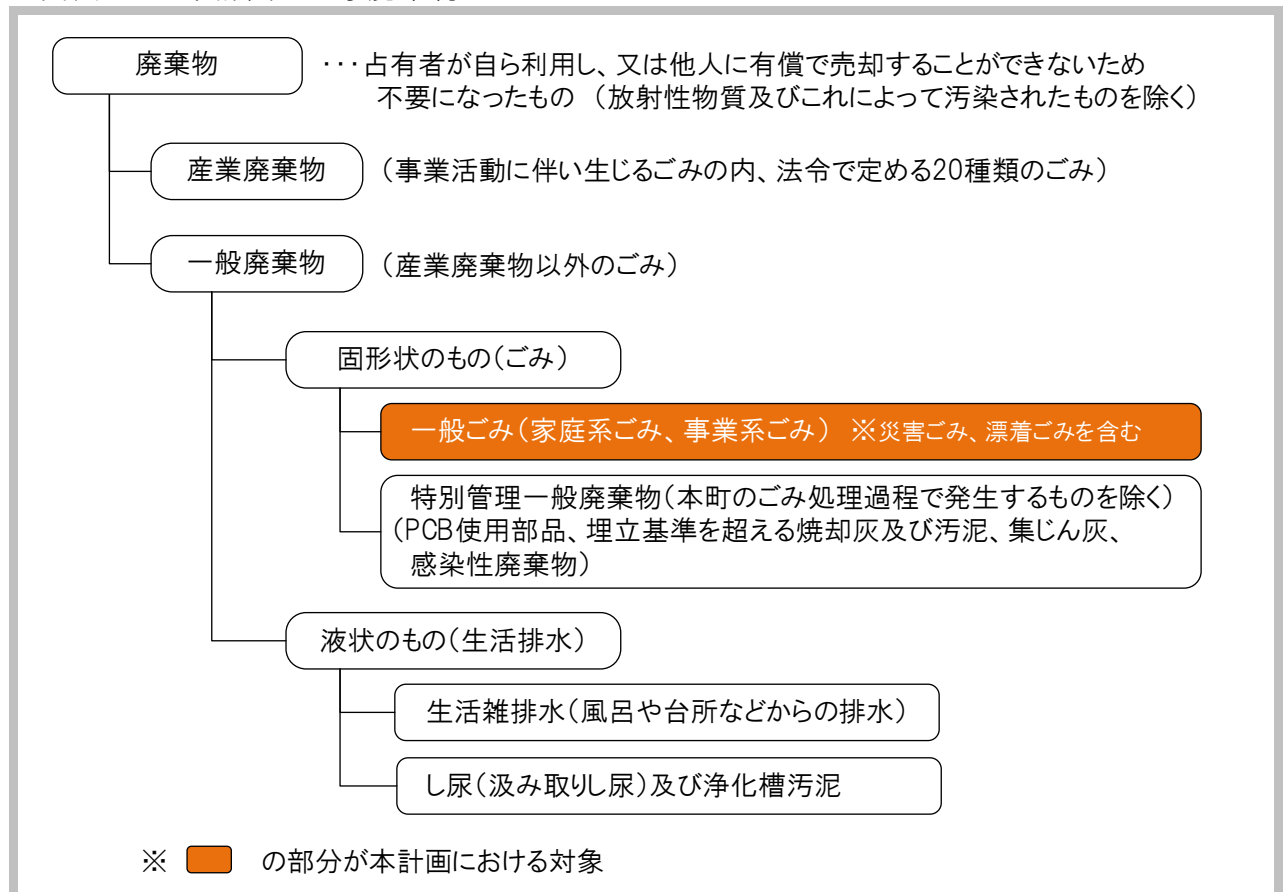 廃棄物 ･･･占有者が自ら利用し、又は他人に有償で売却することができないため
不要になったもの （放射性物質及びこれによって汚染されたものを除く）
産業廃棄物 （事業活動に伴い生じるごみの内、法令で定める20種類のごみ）
一般廃棄物 （産業廃棄物以外のごみ）
固形状のもの（ごみ）
一般ごみ（家庭系ごみ、事業系ごみ） ※災害ごみ、漂着ごみを含む
特別管理一般廃棄物（本町のごみ処理過程で発生するものを除く）
（PCB使用部品、埋立基準を超える焼却灰及び汚泥、集じん灰、
感染性廃棄物）
液状のもの（生活排水）
生活雑排水（風呂や台所などからの排水）
し尿（汲み取りし尿）及び浄化槽汚泥
※ の部分が本計画における対象